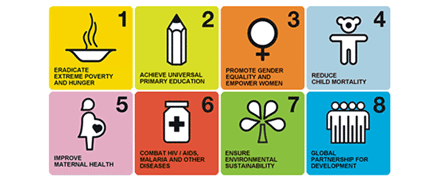 1
ERADICATE
EXTREME POVERTY
AND HUNGER
2
ACHIEVE UNIVERSAL
PRIMARY EDUCATION
3
PROMOTE GENDER
EQUALITY AND
EMPOWER WOMEN
4
REDUCE
CHILD MORTALITY
5
IMPROVE
MATERNAL HEALTH
6
COMBAT HIV / AIDS,
MALARIA AND OTHER
DISEASES
7
ENSURE
ENVIRONMENTAL
SUSTAINABILITY
8
GLOBAL
PARTNERSHIP FOR
DEVELOPMENT